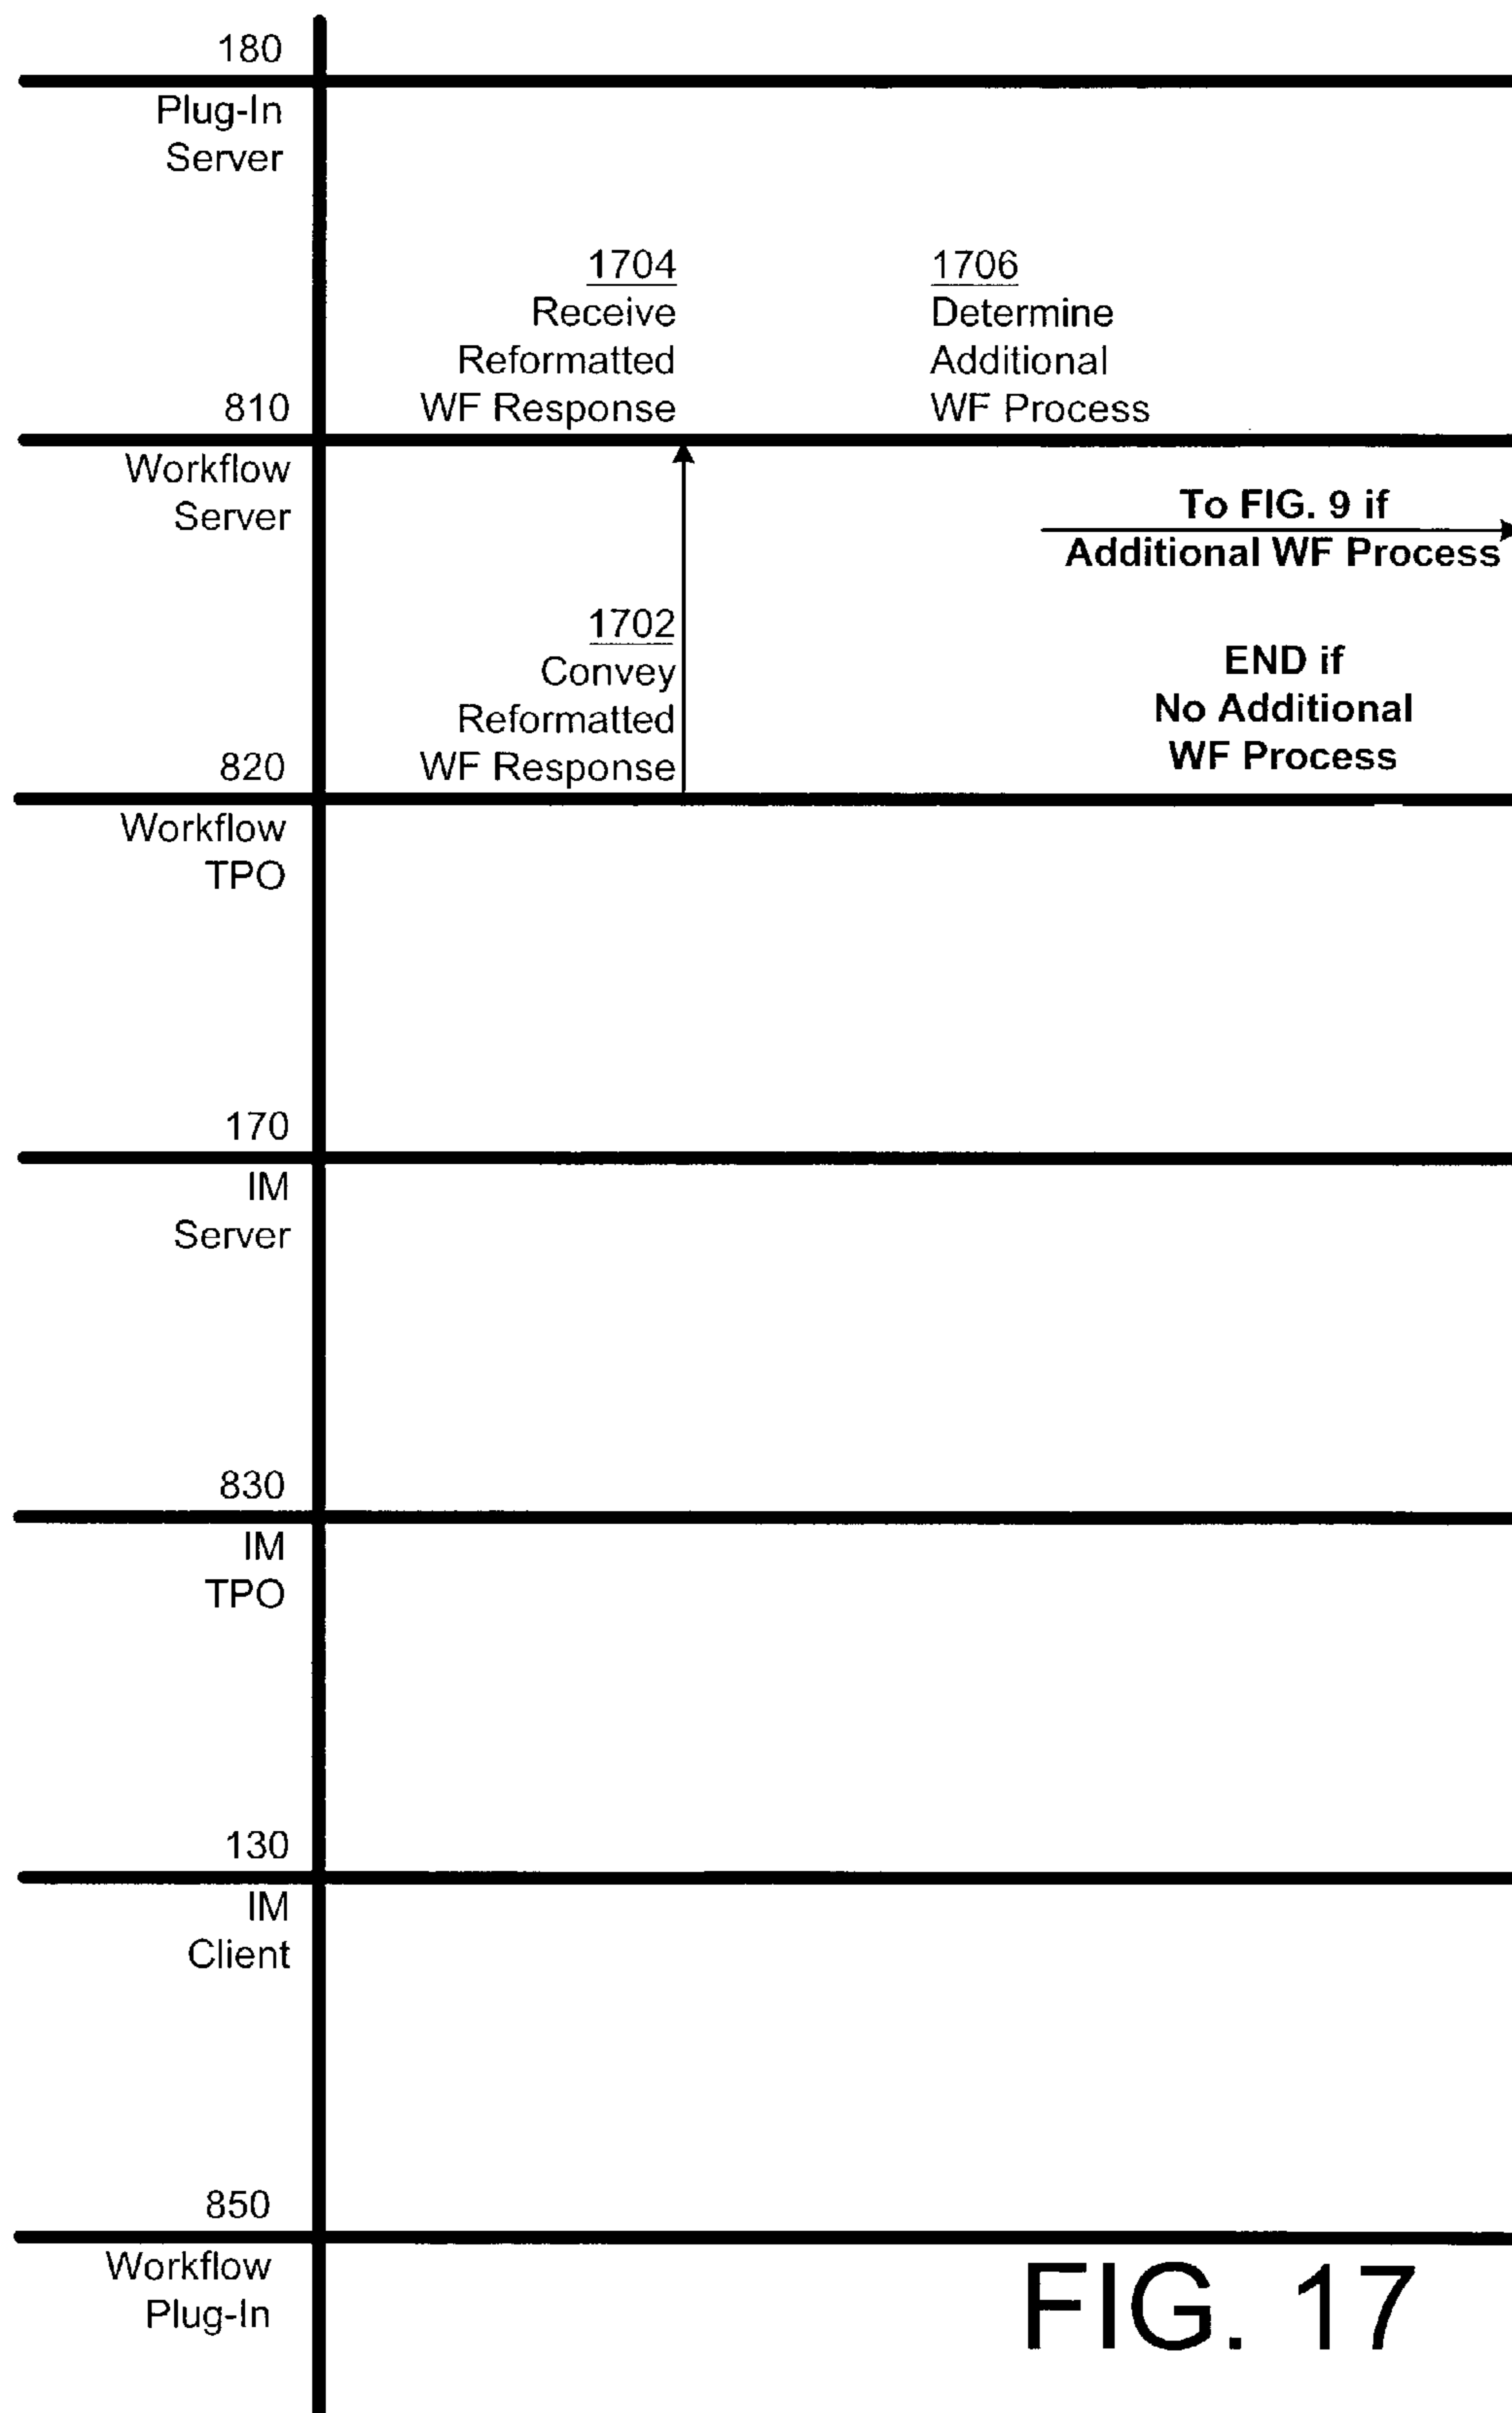 180
Plug-In
Server
1704
Receive
Reformatted
WF Response
1706
Determine
Additional
WF Process
810
Workflow
Server
To FIG. 9 if
Additional WF Process
1702
Convey
Reformatted
WF Response
END if
No Additional
WF Process
820
Workflow
TPO
170
IM
Server
830
IM
TPO
130
IM
Client
850
Workflow
Plug-In
FIG. 17